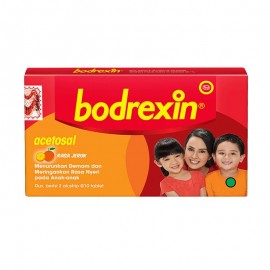 bodrexin®
acetosal
RASA JERUK
Menurunkan Demam dan
Meringankan Rasa Nyeri
pada Anak-anak